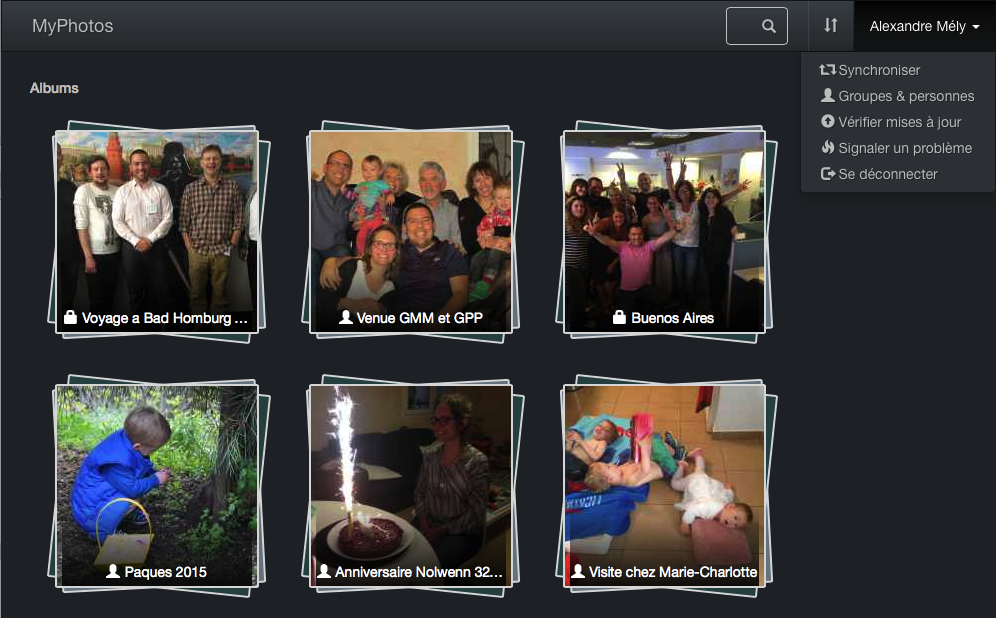 MyPhotos
Alexandre Mély
Synchroniser
Groupes & personnes
Vérifier mises à jour
Signaler un problème
Se déconnecter
Albums
Voyage a Bad Homburg ...
Venue GMM et GPP
Buenos Aires
Paques 2015
Anniversaire Nolwenn 32...
Visite chez Marie-Charlotte